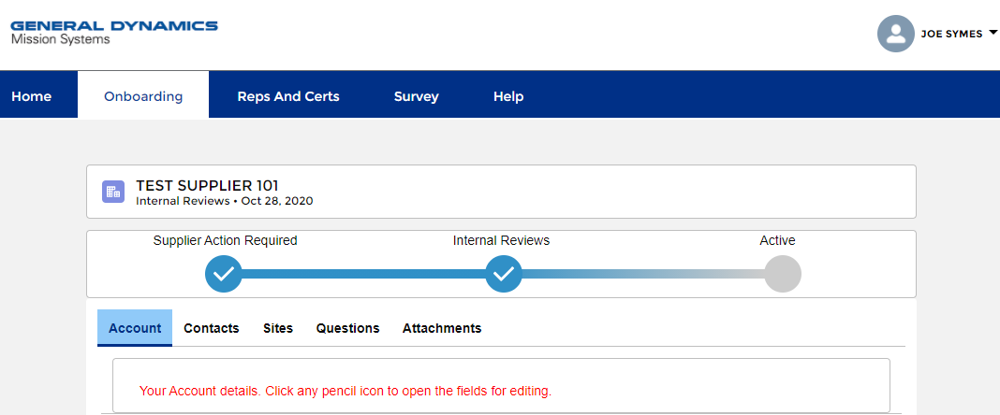 GENERAL DYNAMICS
Mission Systems
JOE SYMES
Home Onboarding Reps And Certs Survey Help
TEST SUPPLIER 101
Internal Reviews • Oct 28, 2020
Supplier Action Required Internal Reviews Active
Account Contacts Sites Questions Attachments
Your Account details. Click any pencil icon to open the fields for editing.